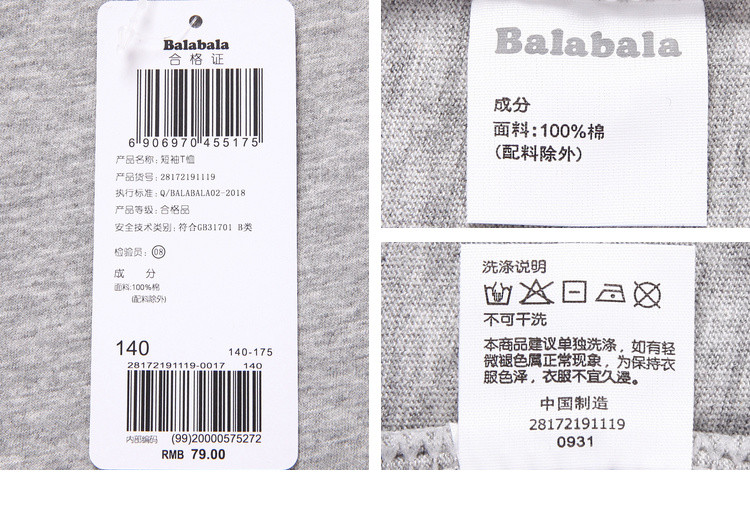 Balabala
合格证
6 906970 455175
产品名称: 短袖T恤
产品货号: 28172191119
执行标准: Q/BALABALA02-2018
产品等级: 合格品
安全技术类别: 符合GB31701 B类
检验员: 08
成 分
面料:100%棉
(配料除外)
140 140-175
28172191119-0017 140
内部编码 (99)20000575272
RMB 79.00
Balabala
成分
面料:100%棉
(配料除外)
洗涤说明
不可干洗
本商品建议单独洗涤, 如有轻
微褪色属正常现象, 为保持衣
服色泽, 衣服不宜久浸。
中国制造
28172191119
0931